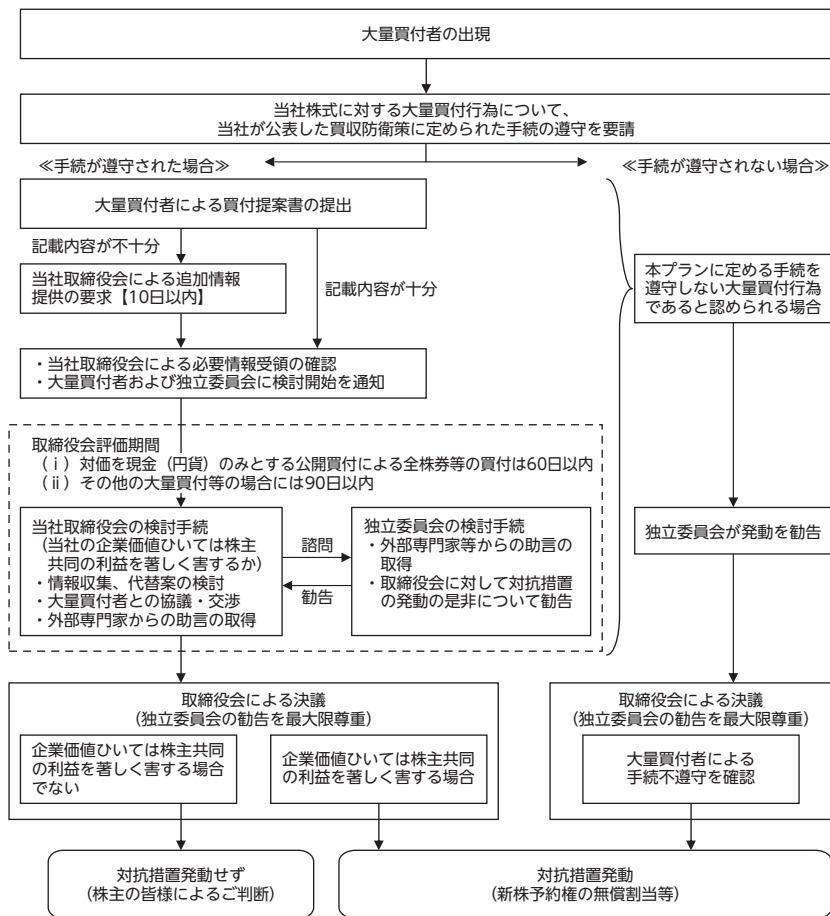 大量買付者の出現
当社株式に対する大量買付行為について、
当社が公表した買収防衛策に定められた手続の遵守を要請
≪手続が遵守された場合≫
≪手続が遵守されない場合≫
大量買付者による買付提案書の提出
記載内容が不十分
記載内容が十分
当社取締役会による追加情報
提供の要求【10日以内】
・当社取締役会による必要情報受領の確認
・大量買付者および独立委員会に検討開始を通知
本プランに定める手続を
遵守しない大量買付行為
であると認められる場合
取締役会評価期間
(ⅰ) 対価を現金(円貨)のみとする公開買付による全株券等の買付は60日以内
(ⅱ) その他の大量買付等の場合には90日以内
当社取締役会の検討手続
(当社の企業価値ひいては株主
共同の利益を著しく害するか)
・情報収集、代替案の検討
・大量買付者との協議・交渉
・外部専門家からの助言の取得
諮問
勧告
独立委員会の検討手続
・外部専門家等からの助言の
取得
・取締役会に対して対抗措置
の発動の是非について勧告
独立委員会が発動を勧告
取締役会による決議
(独立委員会の勧告を最大限尊重)
企業価値ひいては株主共同
の利益を著しく害する場合
でない
企業価値ひいては株主共同
の利益を著しく害する場合
取締役会による決議
(独立委員会の勧告を最大限尊重)
大量買付者による
手続不遵守を確認
対抗措置発動せず
(株主の皆様によるご判断)
対抗措置発動
(新株予約権の無償割当等)